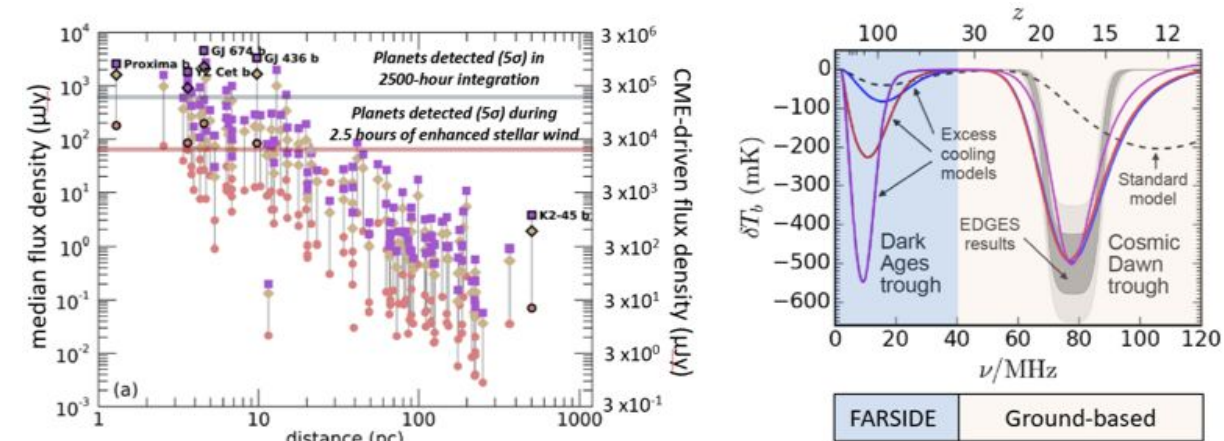 10⁴
10³
10²
10¹
10⁰
10⁻¹
10⁻²
10⁻³
median flux density (µJy)
Proxima b
YZ Cet b
GJ 674 b
GJ 436 b
K2-45 b
Planets detected (5σ) in
2500-hour integration
Planets detected (5σ) during
2.5 hours of enhanced stellar wind
(a)
1 10 100 1000
distance (pc)
3 x10⁶
3 x10⁵
3 x10⁴
3 x10³
3 x10²
3 x10¹
3 x10⁰
3 x10⁻¹
CME-driven flux density (µJy)
z
100 30 20 15 12
0
−100
−200
−300
−400
−500
−600
δT_b (mK)
Excess
cooling
models
Standard
model
EDGES
results
Dark
Ages
trough
Cosmic
Dawn
trough
0 20 40 60 80 100 120
ν/MHz
FARSIDE Ground-based